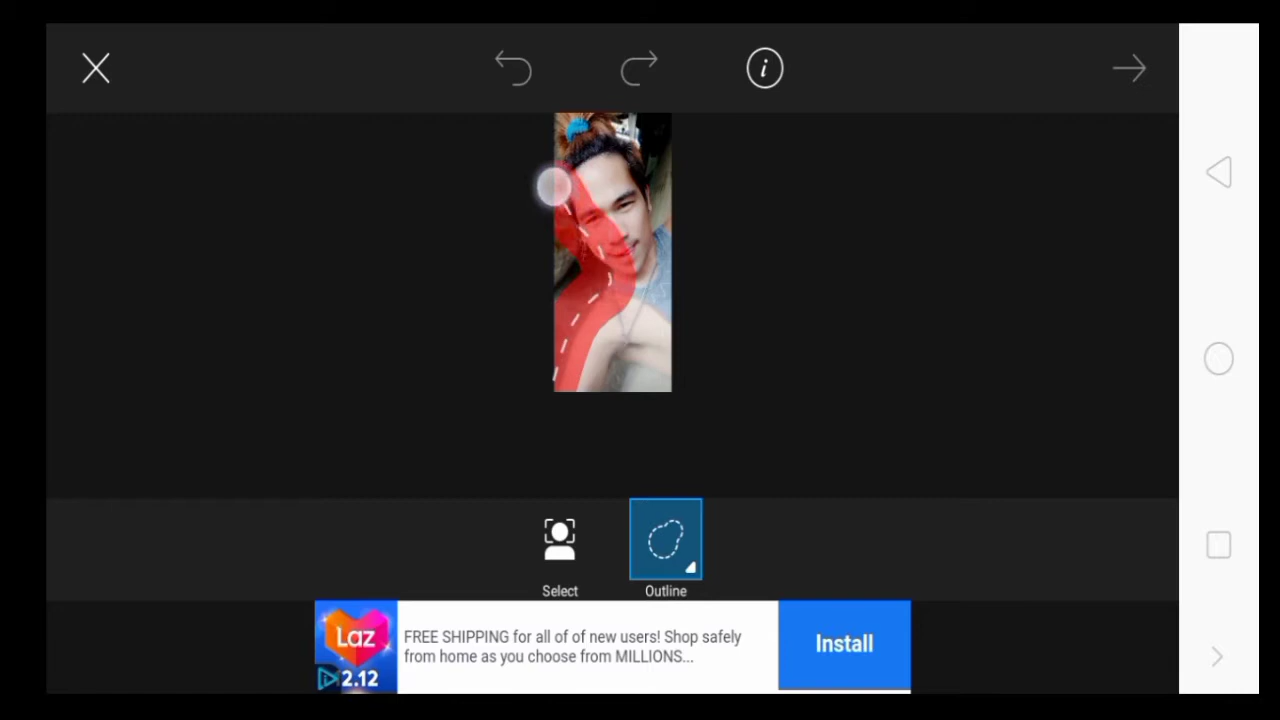 i
Select
Outline
Laz
2.12
FREE SHIPPING for all of of new users! Shop safely
from home as you choose from MILLIONS...
Install